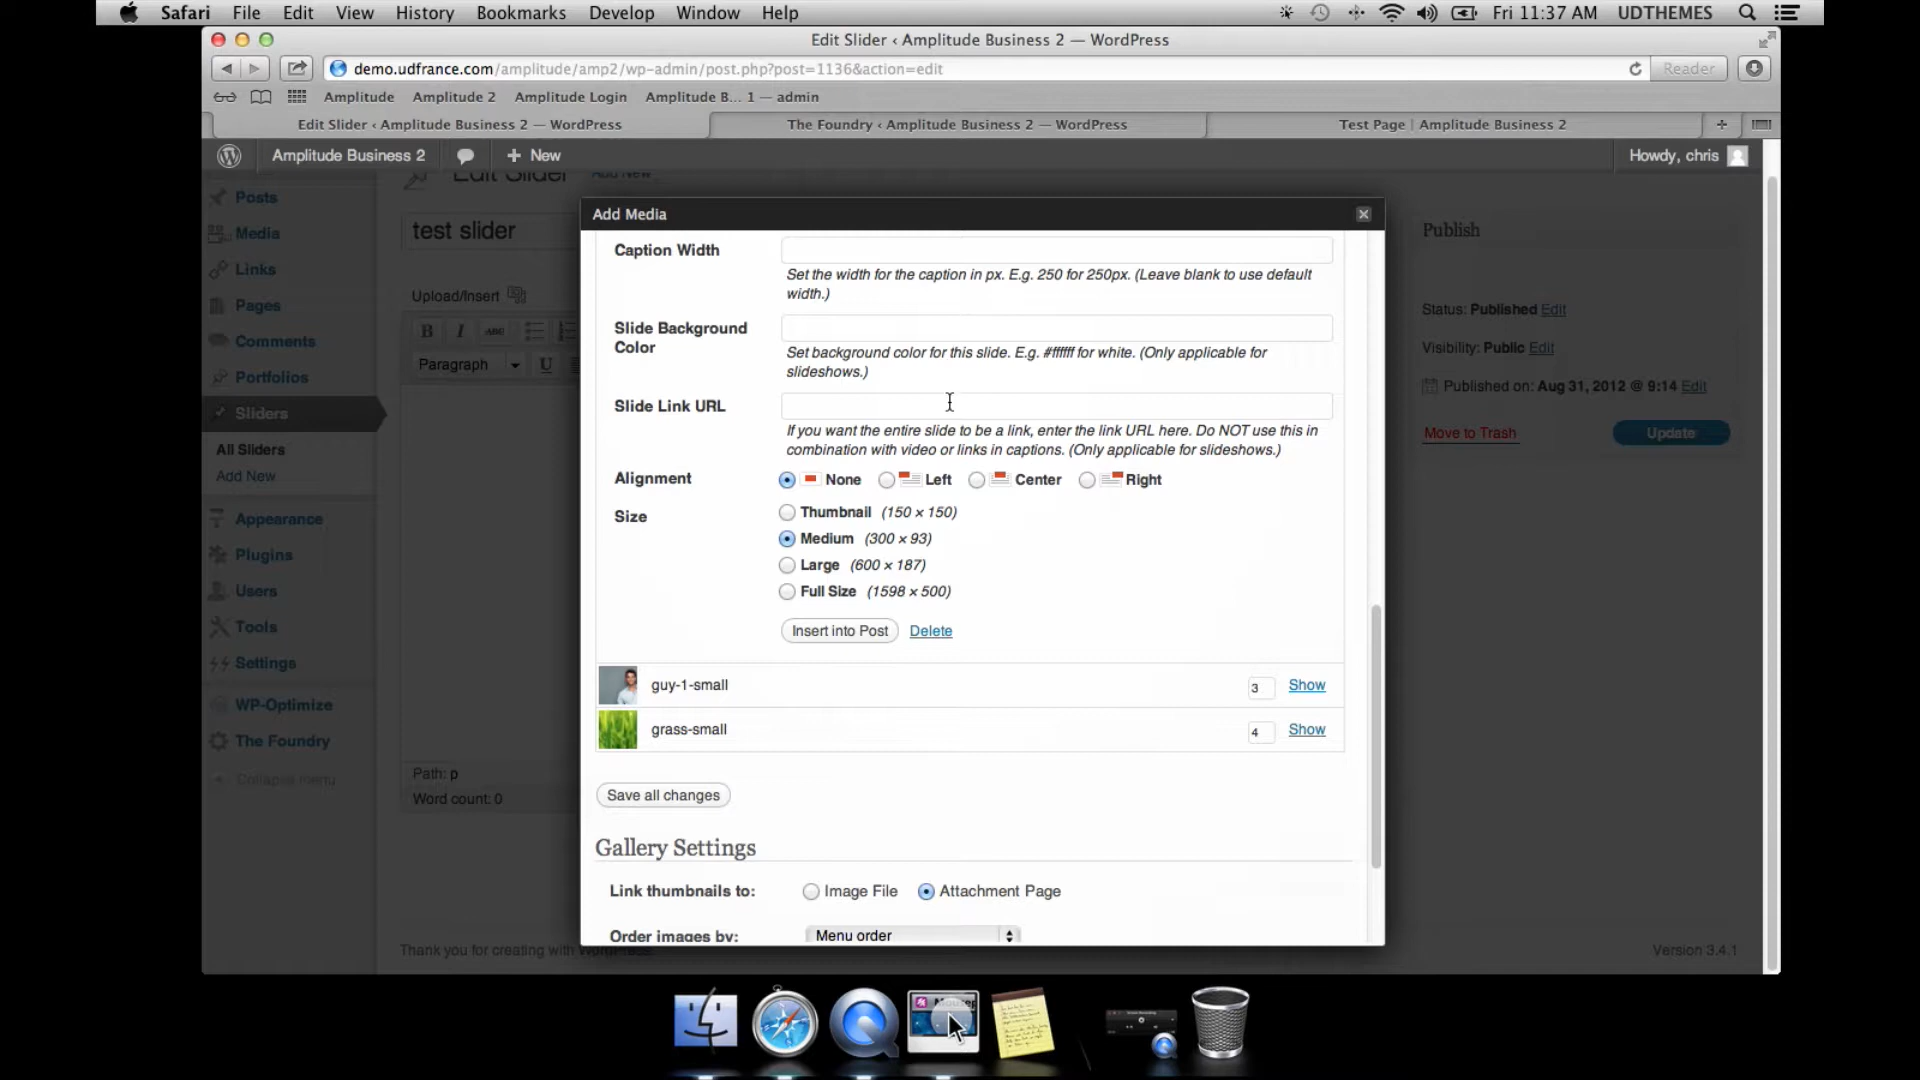 Safari File Edit View History Bookmarks Develop Window Help Fri 11:37 AM UDTHEMES
Edit Slider ‹ Amplitude Business 2 — WordPress
demo.udfrance.com/amplitude/amp2/wp-admin/post.php?post=1136&action=edit Reader
Amplitude Amplitude 2 Amplitude Login Amplitude B... 1 — admin
Edit Slider ‹ Amplitude Business 2 — WordPress The Foundry ‹ Amplitude Business 2 — WordPress Test Page | Amplitude Business 2
Amplitude Business 2 + New Howdy, chris
Edit Slider Add New
Posts
Media
Links
Pages
Comments
Portfolios
Sliders
All Sliders
Add New
Appearance
Plugins
Users
Tools
Settings
WP-Optimize
The Foundry
Collapse menu
test slider
Upload/Insert
B I ABC
Paragraph U
Path: p
Word count: 0
Thank you for creating with
Add Media
Caption Width
Set the width for the caption in px. E.g. 250 for 250px. (Leave blank to use default
width.)
Slide Background
Color
Set background color for this slide. E.g. #ffffff for white. (Only applicable for
slideshows.)
Slide Link URL
If you want the entire slide to be a link, enter the link URL here. Do NOT use this in
combination with video or links in captions. (Only applicable for slideshows.)
Alignment None Left Center Right
Size
Thumbnail (150 × 150)
Medium (300 × 93)
Large (600 × 187)
Full Size (1598 × 500)
Insert into Post Delete
guy-1-small 3 Show
grass-small 4 Show
Save all changes
Gallery Settings
Link thumbnails to: Image File Attachment Page
Order images by: Menu order
Publish
Status: Published Edit
Visibility: Public Edit
Published on: Aug 31, 2012 @ 9:14 Edit
Move to Trash Update
Version 3.4.1